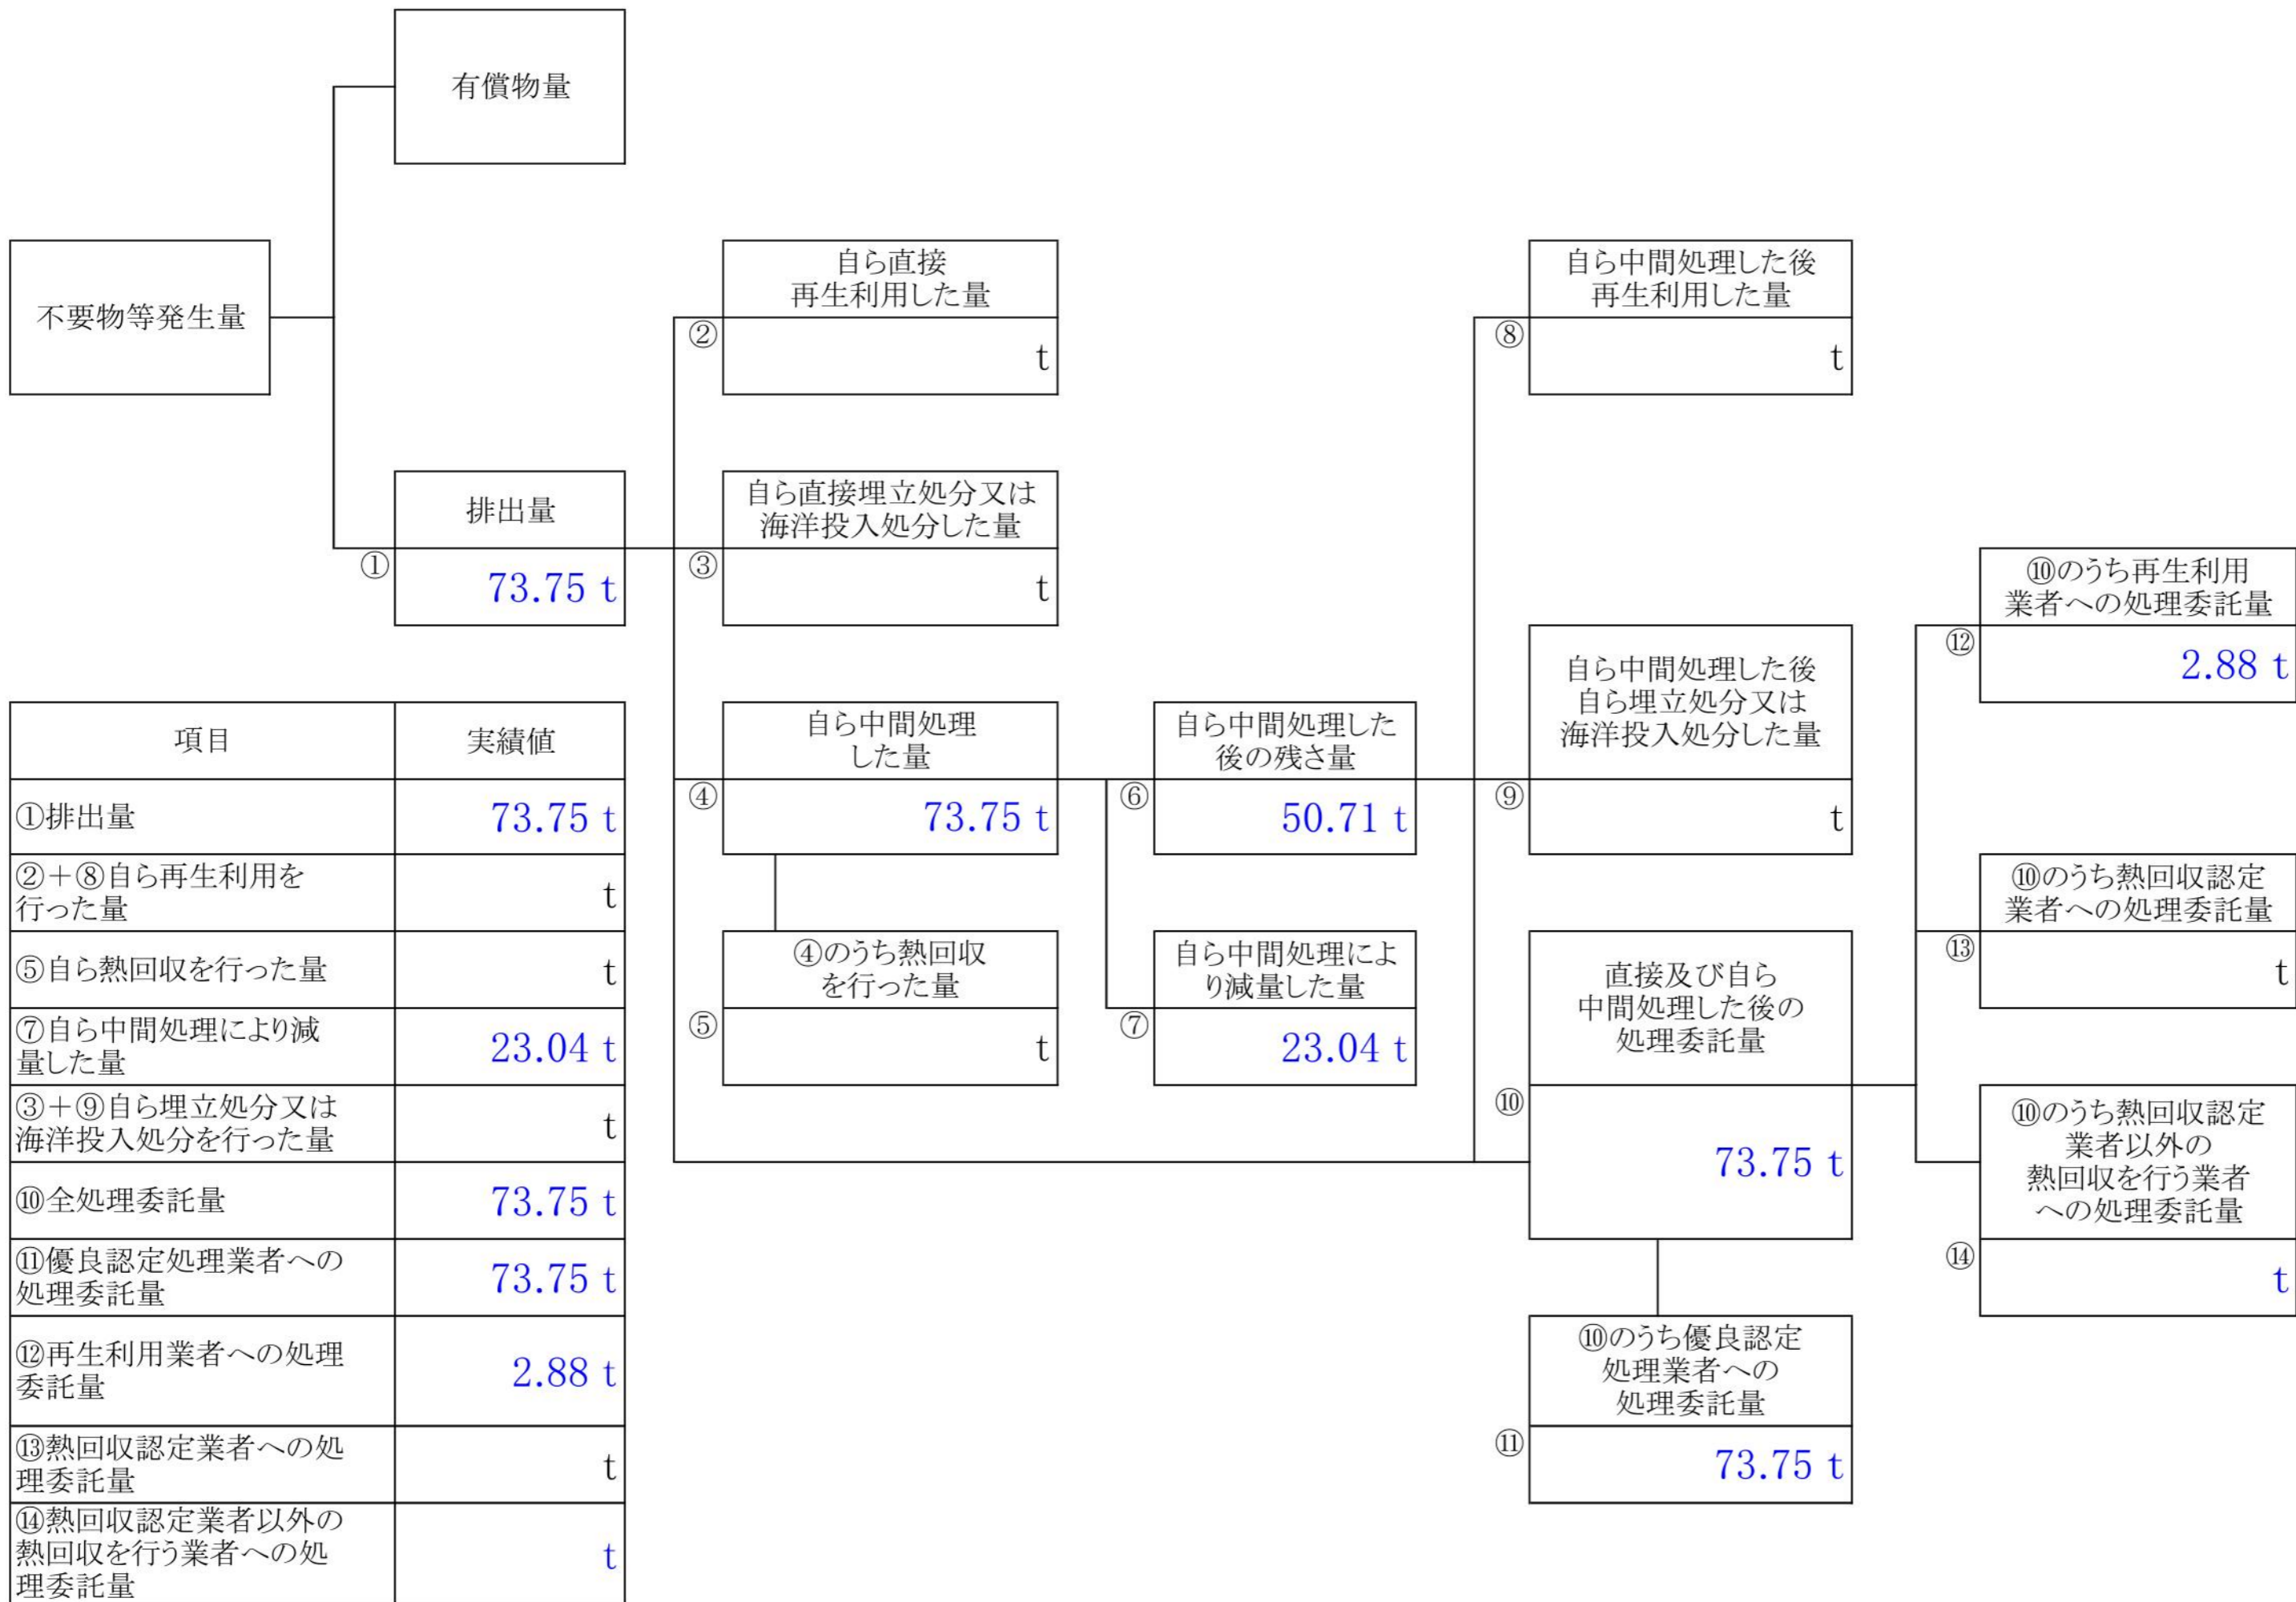 有償物量
不要物等発生量
自ら直接
再生利用した量
②
t
自ら中間処理した後
再生利用した量
⑧
t
排出量
①
73.75 t
自ら直接埋立処分又は
海洋投入処分した量
③
t
⑩のうち再生利用
業者への処理委託量
⑫
2.88 t
自ら中間処理
した量
④
73.75 t
自ら中間処理した
後の残さ量
⑥
50.71 t
自ら中間処理した後
自ら埋立処分又は
海洋投入処分した量
⑨
t
⑩のうち熱回収認定
業者への処理委託量
⑬
t
④のうち熱回収
を行った量
⑤
t
自ら中間処理によ
り減量した量
⑦
23.04 t
直接及び自ら
中間処理した後の
処理委託量
⑩
73.75 t
⑩のうち熱回収認定
業者以外の
熱回収を行う業者
への処理委託量
⑭
t
⑩のうち優良認定
処理業者への
処理委託量
⑪
73.75 t
項目 実績値
①排出量 73.75 t
②+⑧自ら再生利用を
行った量
t
⑤自ら熱回収を行った量 t
⑦自ら中間処理により減
量した量
23.04 t
③+⑨自ら埋立処分又は
海洋投入処分を行った量
t
⑩全処理委託量 73.75 t
⑪優良認定処理業者への
処理委託量
73.75 t
⑫再生利用業者への処理
委託量
2.88 t
⑬熱回収認定業者への処
理委託量
t
⑭熱回収認定業者以外の
熱回収を行う業者への処
理委託量
t